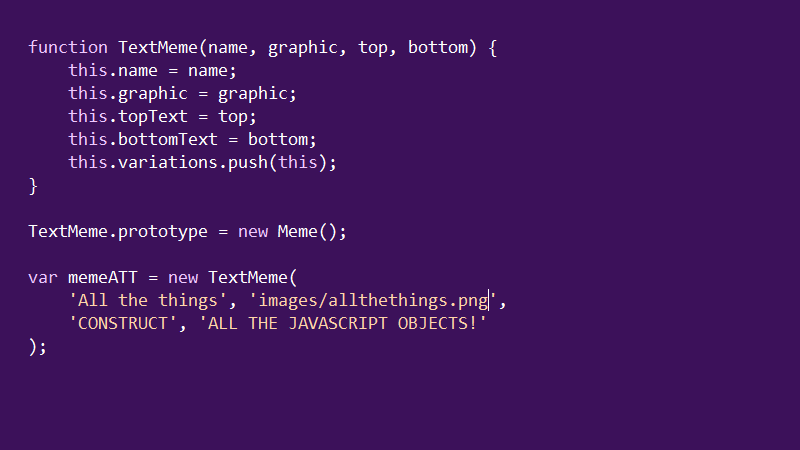 function TextMeme(name, graphic, top, bottom) {
    this.name = name;
    this.graphic = graphic;
    this.topText = top;
    this.bottomText = bottom;
    this.variations.push(this);
}
TextMeme.prototype = new Meme();
var memeATT = new TextMeme(
    'All the things', 'images/allthethings.png',
    'CONSTRUCT', 'ALL THE JAVASCRIPT OBJECTS!'
);